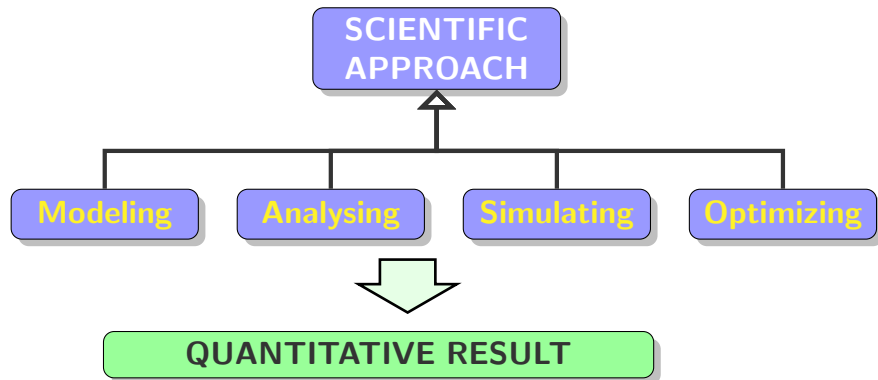 SCIENTIFIC
APPROACH
Modeling
Analysing
Simulating
Optimizing
QUANTITATIVE RESULT